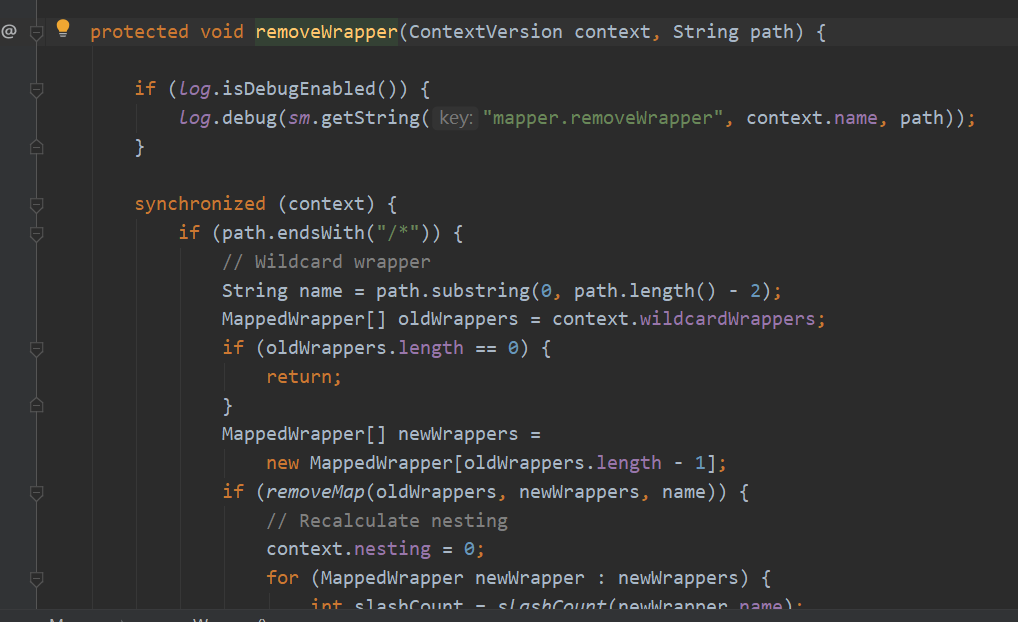 @ protected void removeWrapper(ContextVersion context, String path) {
if (log.isDebugEnabled()) {
log.debug(sm.getString( key: "mapper.removeWrapper", context.name, path));
}
synchronized (context) {
if (path.endsWith("/*")) {
// Wildcard wrapper
String name = path.substring(0, path.length() - 2);
MappedWrapper[] oldWrappers = context.wildcardWrappers;
if (oldWrappers.length == 0) {
return;
}
MappedWrapper[] newWrappers =
new MappedWrapper[oldWrappers.length - 1];
if (removeMap(oldWrappers, newWrappers, name)) {
// Recalculate nesting
context.nesting = 0;
for (MappedWrapper newWrapper : newWrappers) {
int slashCount = slashCount(newWrapper.name);